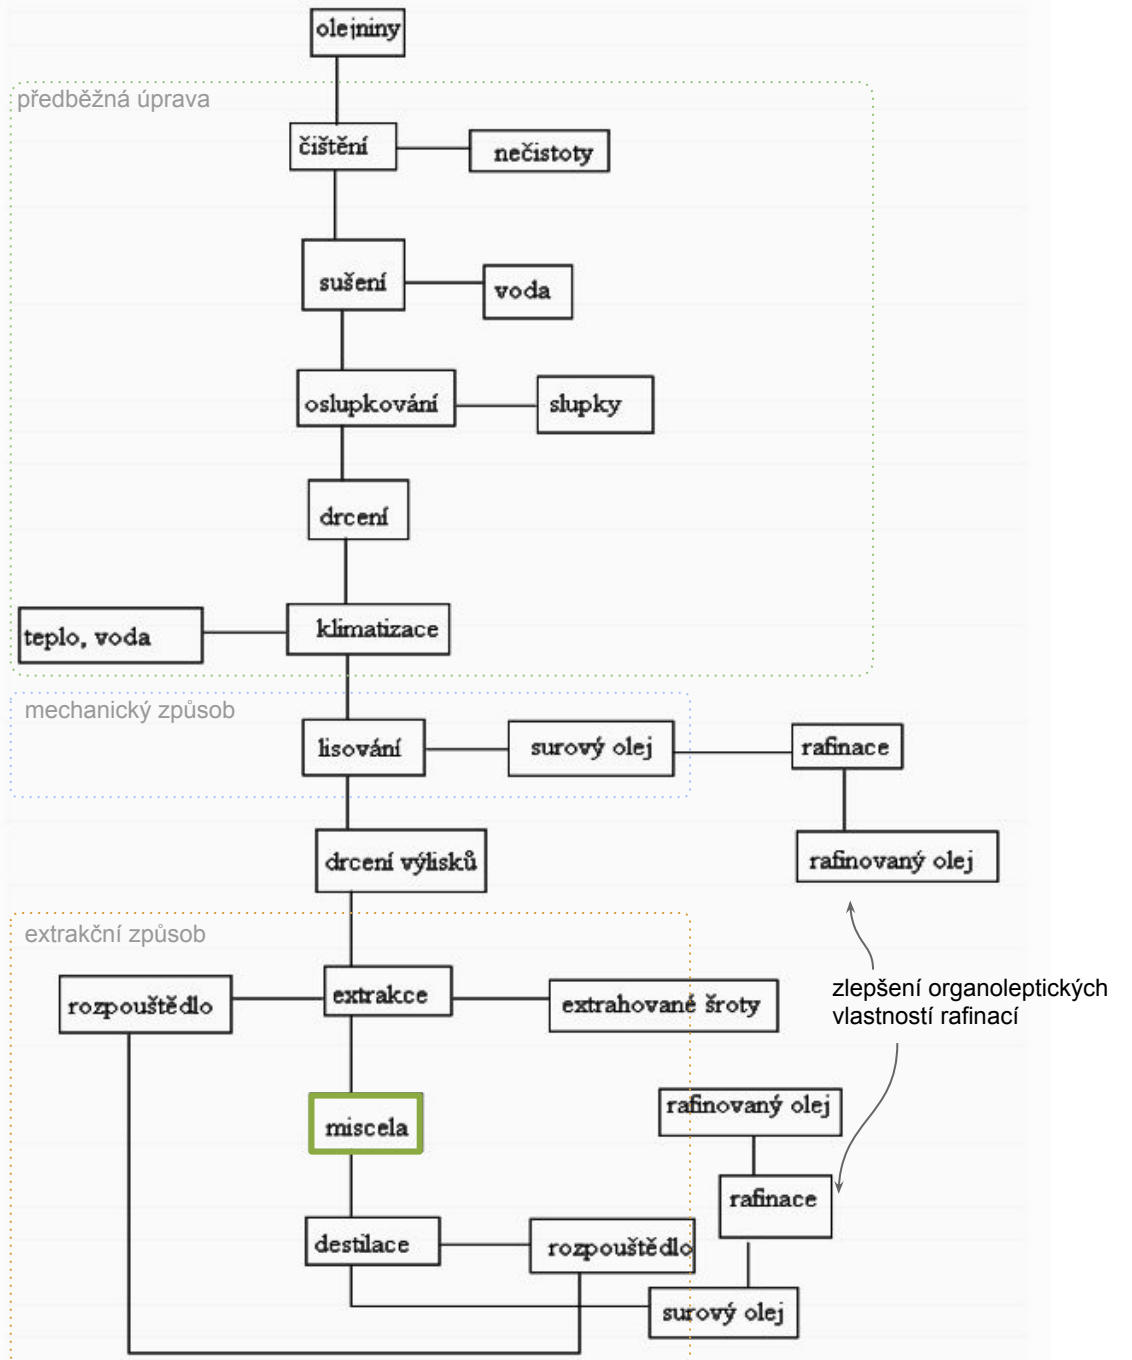 olejniny
předběžná úprava
čištění
nečistoty
sušení
voda
oslupkování
slupky
drcení
teplo, voda
klimatizace
mechanický způsob
lisování
surový olej
rafinace
drcení výlisků
rafinovaný olej
extrakční způsob
rozpouštědlo
extrakce
extrahované šroty
zlepšení organoleptických
vlastností rafinací
miscela
rafinovaný olej
rafinace
destilace
rozpouštědlo
surový olej